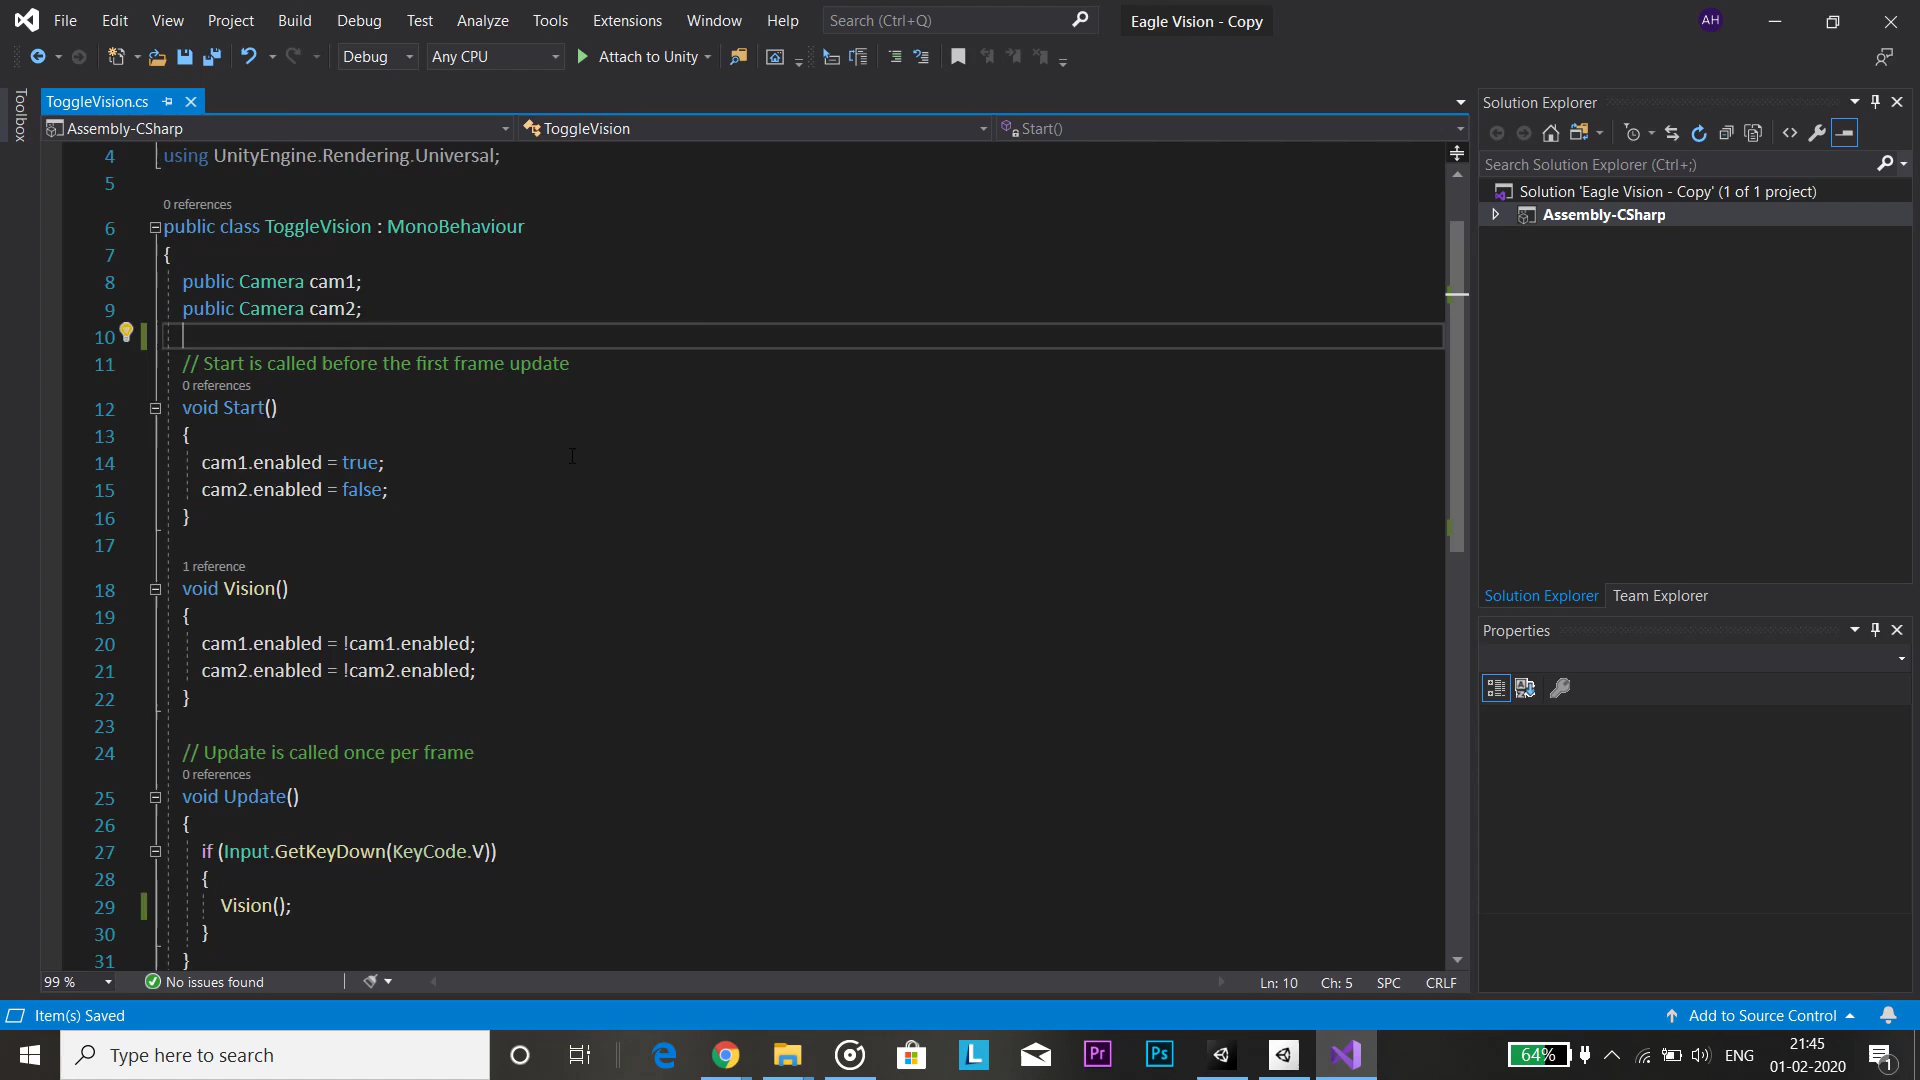 File Edit View Project Build Debug Test Analyze Tools Extensions Window Help Search (Ctrl+Q) Eagle Vision - Copy AH
Debug Any CPU Attach to Unity
Toolbox
ToggleVision.cs
Assembly-CSharp ToggleVision Start()
4 using UnityEngine.Rendering.Universal;
5
0 references
6 public class ToggleVision : MonoBehaviour
7 {
8 public Camera cam1;
9 public Camera cam2;
10
11 // Start is called before the first frame update
0 references
12 void Start()
13 {
14 cam1.enabled = true;
15 cam2.enabled = false;
16 }
17
1 reference
18 void Vision()
19 {
20 cam1.enabled = !cam1.enabled;
21 cam2.enabled = !cam2.enabled;
22 }
23
24 // Update is called once per frame
0 references
25 void Update()
26 {
27 if (Input.GetKeyDown(KeyCode.V))
28 {
29 Vision();
30 }
31 }
99 % No issues found Ln: 10 Ch: 5 SPC CRLF
Solution Explorer
Search Solution Explorer (Ctrl+;)
Solution 'Eagle Vision - Copy' (1 of 1 project)
Assembly-CSharp
Solution Explorer Team Explorer
Properties
Item(s) Saved Add to Source Control
Type here to search L Pr Ps 64% ENG 21:45
01-02-2020 1